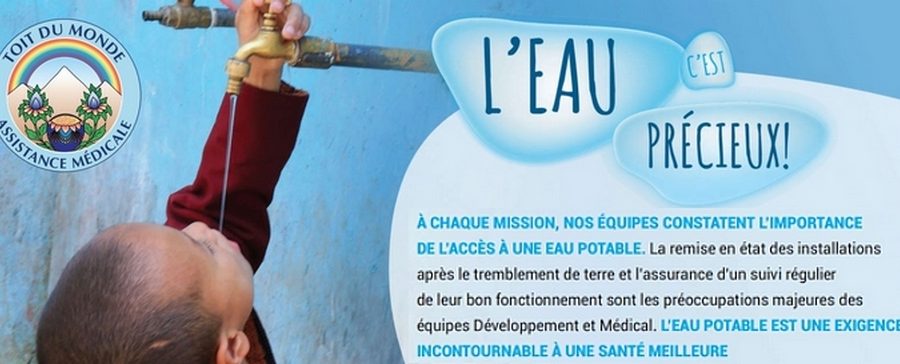 TOIT DU MONDE
ASSISTANCE MÉDICALE
L'EAU
C'EST
PRÉCIEUX!
À CHAQUE MISSION, NOS ÉQUIPES CONSTATENT L'IMPORTANCE
DE L'ACCÈS À UNE EAU POTABLE. La remise en état des installations
après le tremblement de terre et l'assurance d'un suivi régulier
de leur bon fonctionnement sont les préoccupations majeures des
équipes Développement et Médical. L'EAU POTABLE EST UNE EXIGENCE
INCONTOURNABLE À UNE SANTÉ MEILLEURE